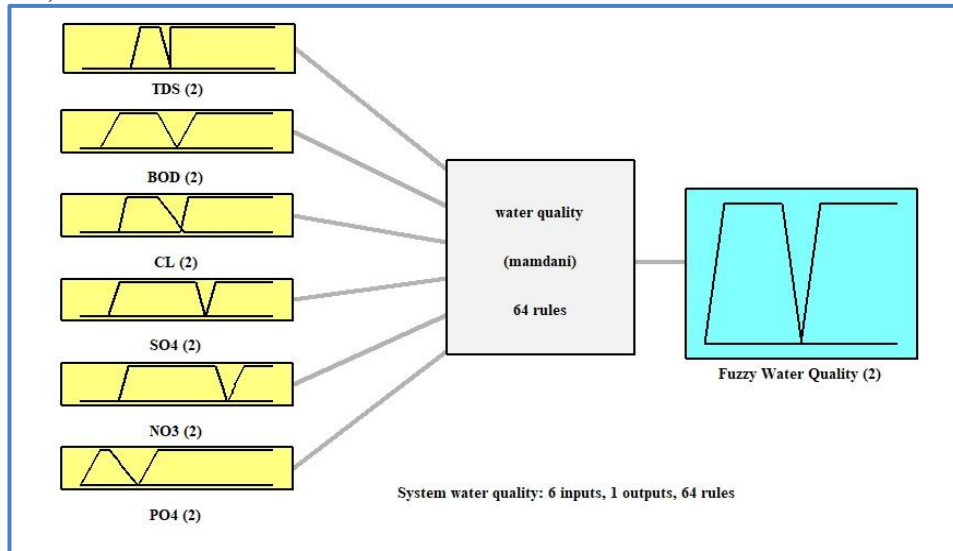 TDS (2)
BOD (2)
CL (2)
SO4 (2)
NO3 (2)
PO4 (2)
water quality
(mamdani)
64 rules
Fuzzy Water Quality (2)
System water quality: 6 inputs, 1 outputs, 64 rules